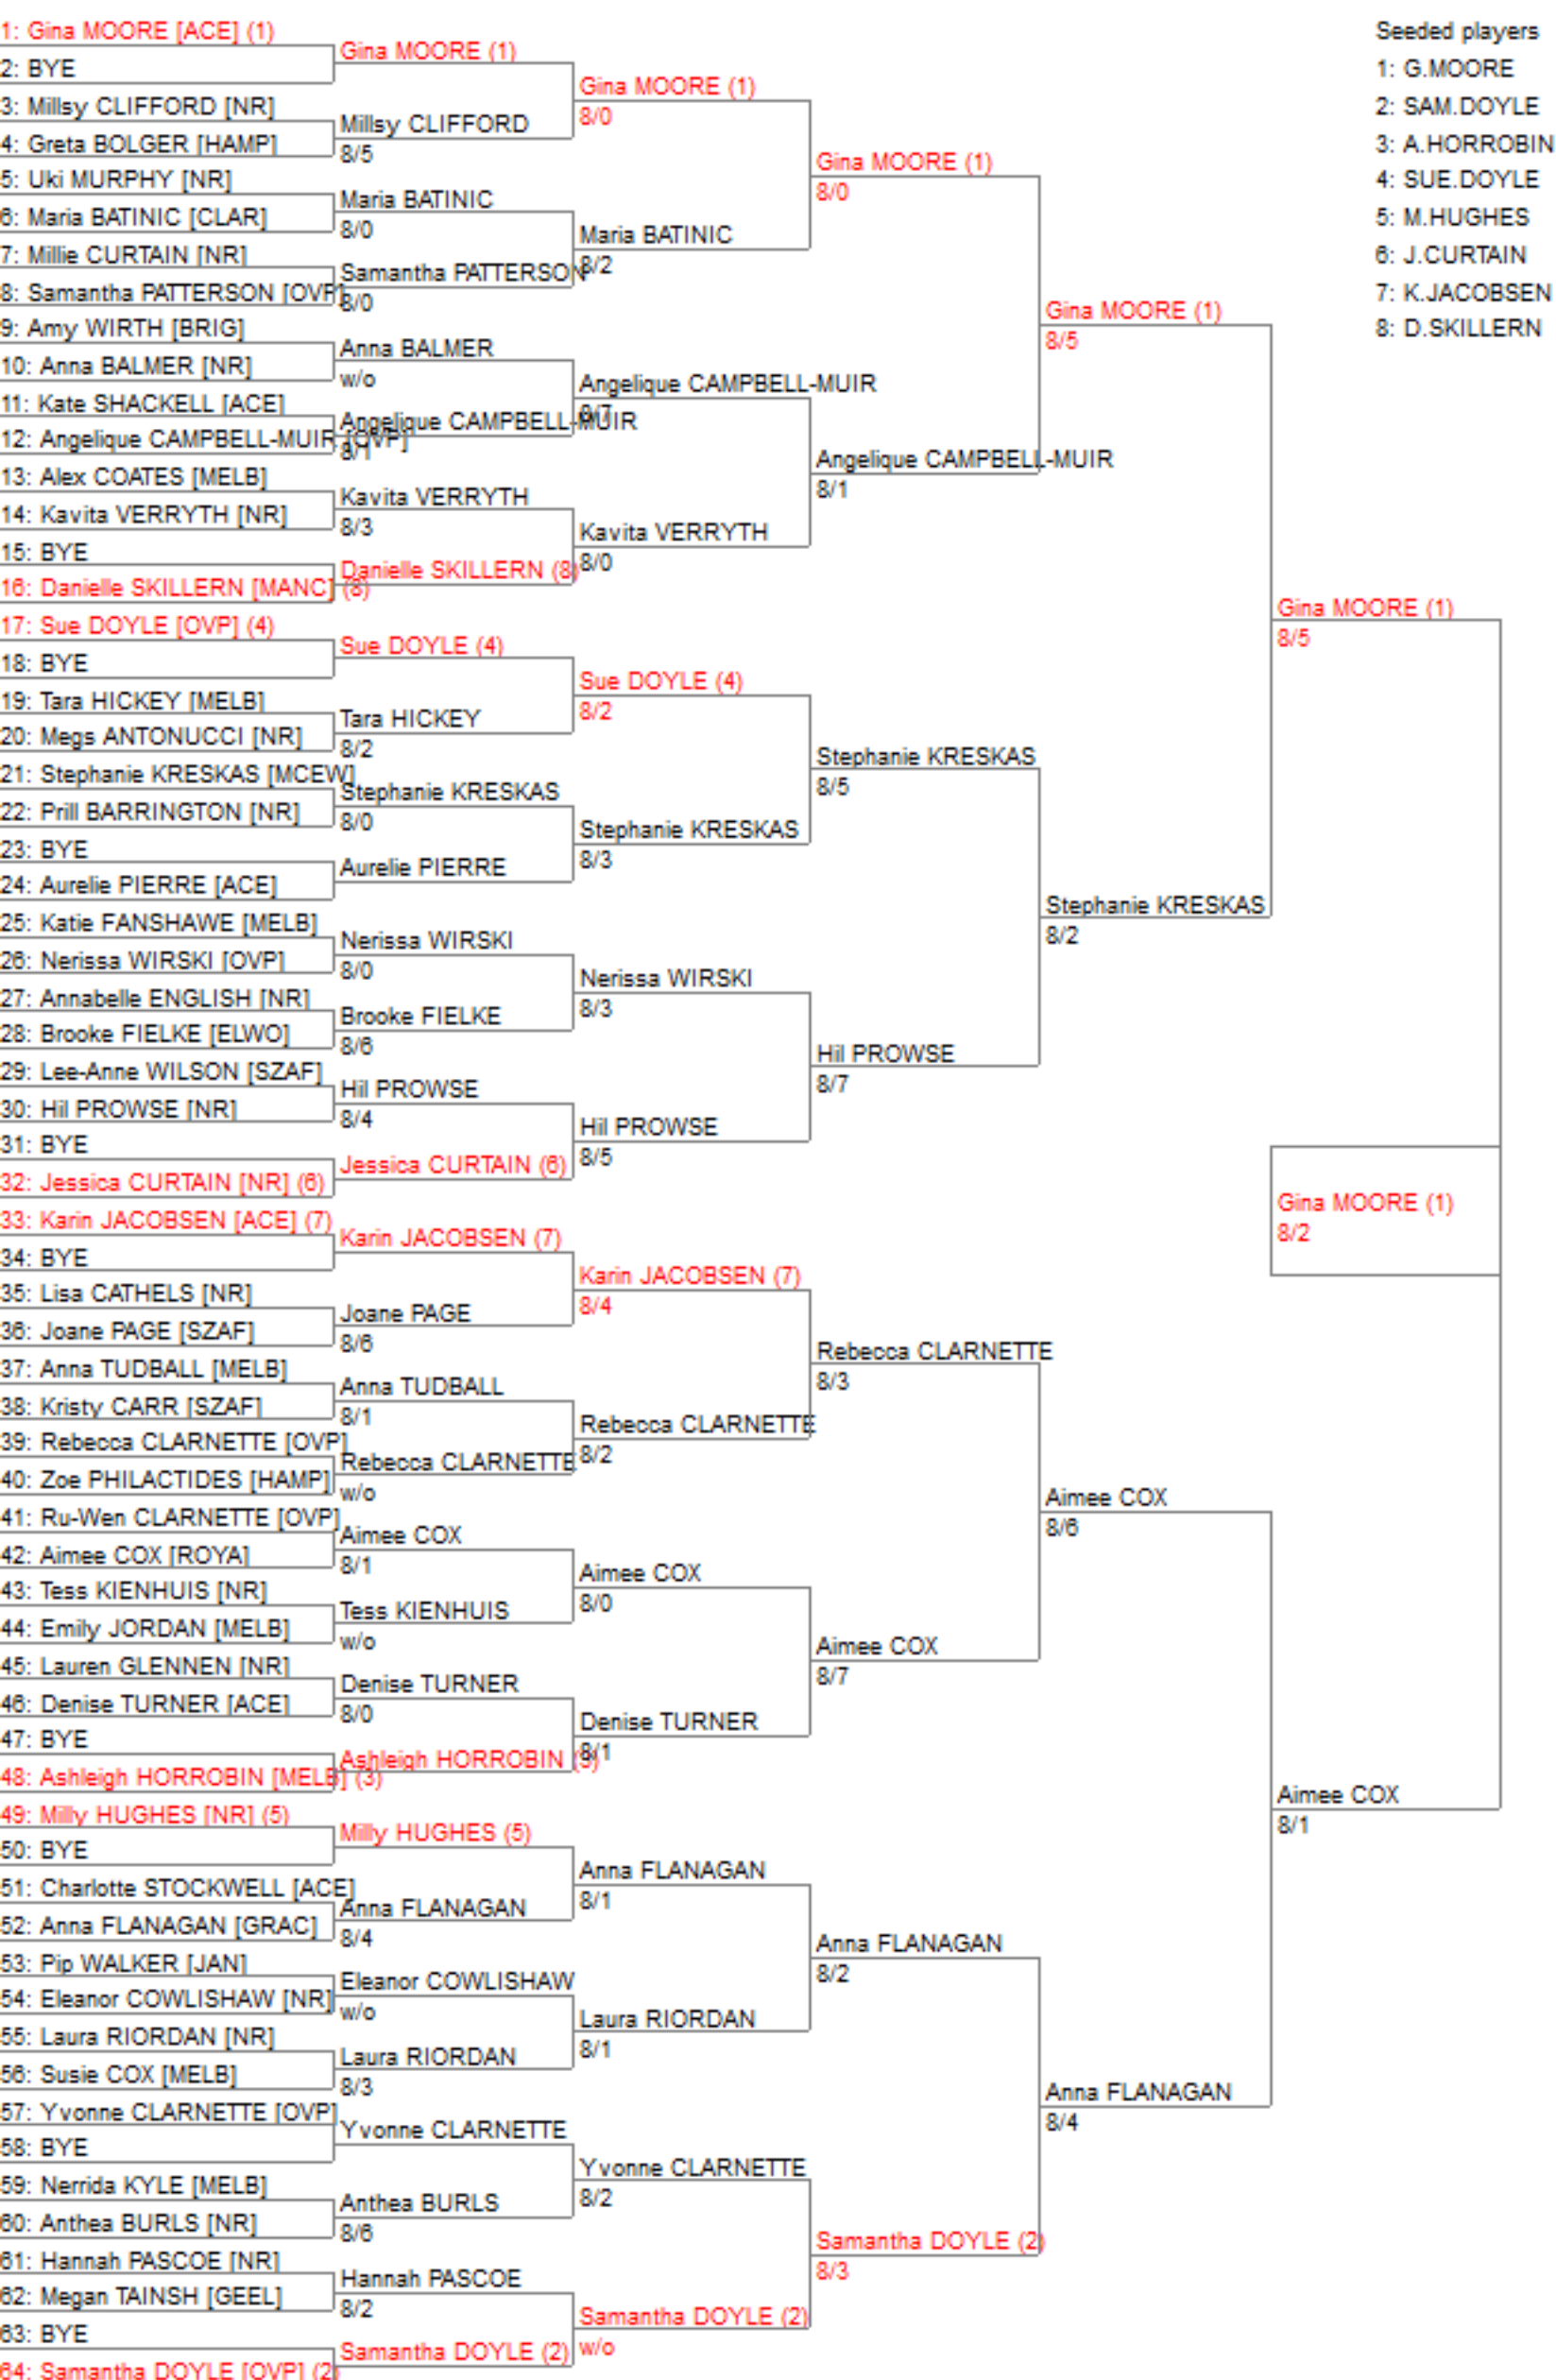 1: Gina MOORE [ACE] (1)
2: BYE
3: Millsy CLIFFORD [NR]
4: Greta BOLGER [HAMP]
5: Uki MURPHY [NR]
6: Maria BATINIC [CLAR]
7: Millie CURTAIN [NR]
8: Samantha PATTERSON [OVP]
9: Amy WIRTH [BRIG]
10: Anna BALMER [NR]
11: Kate SHACKELL [ACE]
12: Angelique CAMPBELL-MUIR [OVP]
13: Alex COATES [MELB]
14: Kavita VERRYTH [NR]
15: BYE
16: Danielle SKILLERN [MANC] (8)
17: Sue DOYLE [OVP] (4)
18: BYE
19: Tara HICKEY [MELB]
20: Megs ANTONUCCI [NR]
21: Stephanie KRESKAS [MCEW]
22: Prill BARRINGTON [NR]
23: BYE
24: Aurelie PIERRE [ACE]
25: Katie FANSHAWE [MELB]
26: Nerissa WIRSKI [OVP]
27: Annabelle ENGLISH [NR]
28: Brooke FIELKE [ELWO]
29: Lee-Anne WILSON [SZAF]
30: Hil PROWSE [NR]
31: BYE
32: Jessica CURTAIN [NR] (6)
33: Karin JACOBSEN [ACE] (7)
34: BYE
35: Lisa CATHELS [NR]
36: Joane PAGE [SZAF]
37: Anna TUDBALL [MELB]
38: Kristy CARR [SZAF]
39: Rebecca CLARNETTE [OVP]
40: Zoe PHILACTIDES [HAMP]
41: Ru-Wen CLARNETTE [OVP]
42: Aimee COX [ROYA]
43: Tess KIENHUIS [NR]
44: Emily JORDAN [MELB]
45: Lauren GLENNEN [NR]
46: Denise TURNER [ACE]
47: BYE
48: Ashleigh HORROBIN [MELB] (3)
49: Milly HUGHES [NR] (5)
50: BYE
51: Charlotte STOCKWELL [ACE]
52: Anna FLANAGAN [GRAC]
53: Pip WALKER [JAN]
54: Eleanor COWLISHAW [NR]
55: Laura RIORDAN [NR]
56: Susie COX [MELB]
57: Yvonne CLARNETTE [OVP]
58: BYE
59: Nerrida KYLE [MELB]
60: Anthea BURLS [NR]
61: Hannah PASCOE [NR]
62: Megan TAINSH [GEEL]
63: BYE
64: Samantha DOYLE [OVP] (2)
Gina MOORE (1)
Millsy CLIFFORD
8/5
Maria BATINIC
8/0
Samantha PATTERSON
8/0
Anna BALMER
w/o
Angelique CAMPBELL-MUIR
8/1
Kavita VERRYTH
8/3
Danielle SKILLERN (8)
Sue DOYLE (4)
Tara HICKEY
8/2
Stephanie KRESKAS
8/0
Aurelie PIERRE
Nerissa WIRSKI
8/0
Brooke FIELKE
8/6
Hil PROWSE
8/4
Jessica CURTAIN (6)
Karin JACOBSEN (7)
Joane PAGE
8/6
Anna TUDBALL
8/1
Rebecca CLARNETTE
w/o
Aimee COX
8/1
Tess KIENHUIS
w/o
Denise TURNER
8/0
Ashleigh HORROBIN (3)
Milly HUGHES (5)
Anna FLANAGAN
8/4
Eleanor COWLISHAW
w/o
Laura RIORDAN
8/3
Yvonne CLARNETTE
Anthea BURLS
8/6
Hannah PASCOE
8/2
Samantha DOYLE (2)
Gina MOORE (1)
8/0
Maria BATINIC
8/2
Angelique CAMPBELL-MUIR
9/7
Kavita VERRYTH
8/0
Sue DOYLE (4)
8/2
Stephanie KRESKAS
8/3
Nerissa WIRSKI
8/3
Hil PROWSE
8/5
Karin JACOBSEN (7)
8/4
Rebecca CLARNETTE
8/2
Aimee COX
8/0
Denise TURNER
8/1
Anna FLANAGAN
8/1
Laura RIORDAN
8/1
Yvonne CLARNETTE
8/2
Samantha DOYLE (2)
w/o
Gina MOORE (1)
8/0
Angelique CAMPBELL-MUIR
8/1
Stephanie KRESKAS
8/5
Hil PROWSE
8/7
Rebecca CLARNETTE
8/3
Aimee COX
8/7
Anna FLANAGAN
8/2
Samantha DOYLE (2)
8/3
Gina MOORE (1)
8/5
Stephanie KRESKAS
8/2
Aimee COX
8/6
Anna FLANAGAN
8/4
Gina MOORE (1)
8/5
Aimee COX
8/1
Gina MOORE (1)
8/2
Seeded players
1: G.MOORE
2: SAM.DOYLE
3: A.HORROBIN
4: SUE.DOYLE
5: M.HUGHES
6: J.CURTAIN
7: K.JACOBSEN
8: D.SKILLERN